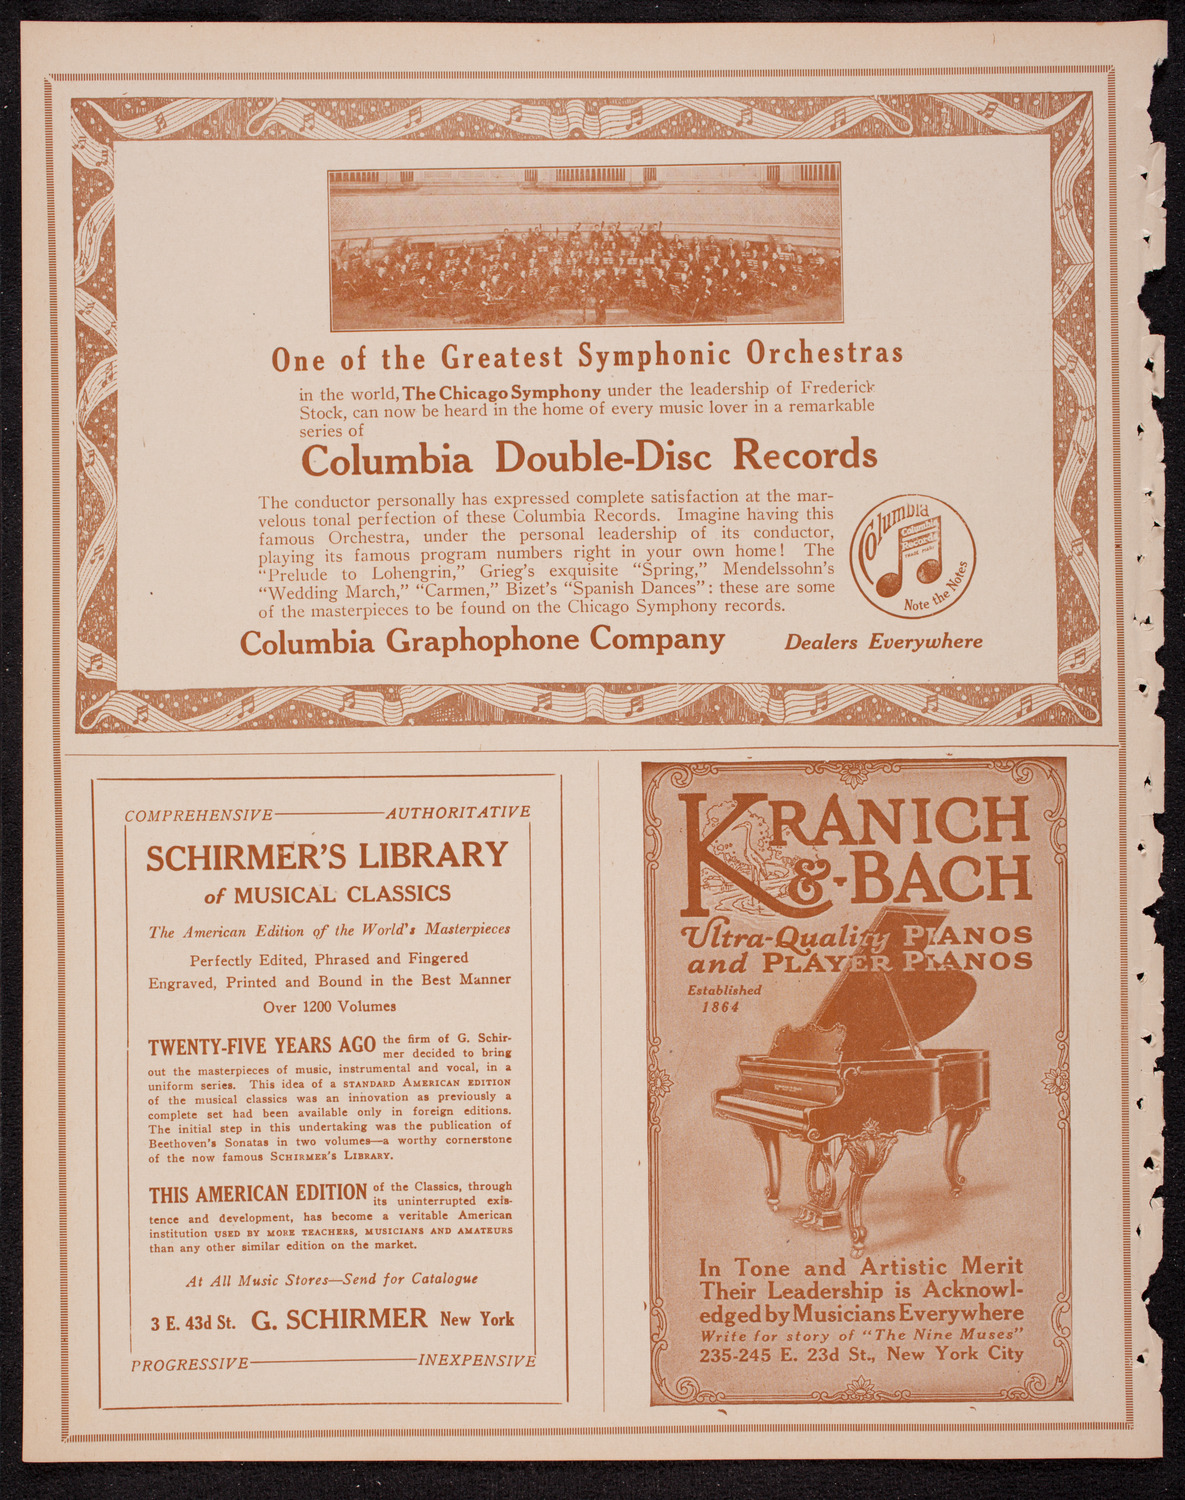 One of the Greatest Symphonic Orchestras
in the world, The Chicago Symphony under the leadership of Frederick
Stock, can now be heard in the home of every music lover in a remarkable
series of
Columbia Double-Disc Records
The conductor personally has expressed complete satisfaction at the mar-
velous tonal perfection of these Columbia Records. Imagine having this
famous Orchestra, under the personal leadership of its conductor,
playing its famous program numbers right in your own home! The
“Prelude to Lohengrin,” Grieg's exquisite “Spring,” Mendelssohn's
“Wedding March,” “Carmen,” Bizet's “Spanish Dances”: these are some
of the masterpieces to be found on the Chicago Symphony records.
Columbia
Columbia
Records
TRADE MARK
Note the Notes
Columbia Graphophone Company Dealers Everywhere
COMPREHENSIVE AUTHORITATIVE
SCHIRMER'S LIBRARY
of MUSICAL CLASSICS
The American Edition of the World's Masterpieces
Perfectly Edited, Phrased and Fingered
Engraved, Printed and Bound in the Best Manner
Over 1200 Volumes
TWENTY-FIVE YEARS AGO the firm of G. Schir-
mer decided to bring
out the masterpieces of music, instrumental and vocal, in a
uniform series. This idea of a STANDARD AMERICAN EDITION
of the musical classics was an innovation as previously a
complete set had been available only in foreign editions.
The initial step in this undertaking was the publication of
Beethoven's Sonatas in two volumes—a worthy cornerstone
of the now famous SCHIRMER'S LIBRARY.
THIS AMERICAN EDITION of the Classics, through
its uninterrupted exis-
tence and development, has become a veritable American
institution USED BY MORE TEACHERS, MUSICIANS AND AMATEURS
than any other similar edition on the market.
At All Music Stores—Send for Catalogue
3 E. 43d St. G. SCHIRMER New York
PROGRESSIVE INEXPENSIVE
KRANICH
&-BACH
Ultra-Quality PIANOS
and PLAYER PIANOS
Established
1864
In Tone and Artistic Merit
Their Leadership is Acknowl-
edged by Musicians Everywhere
Write for story of “The Nine Muses”
235-245 E. 23d St., New York City